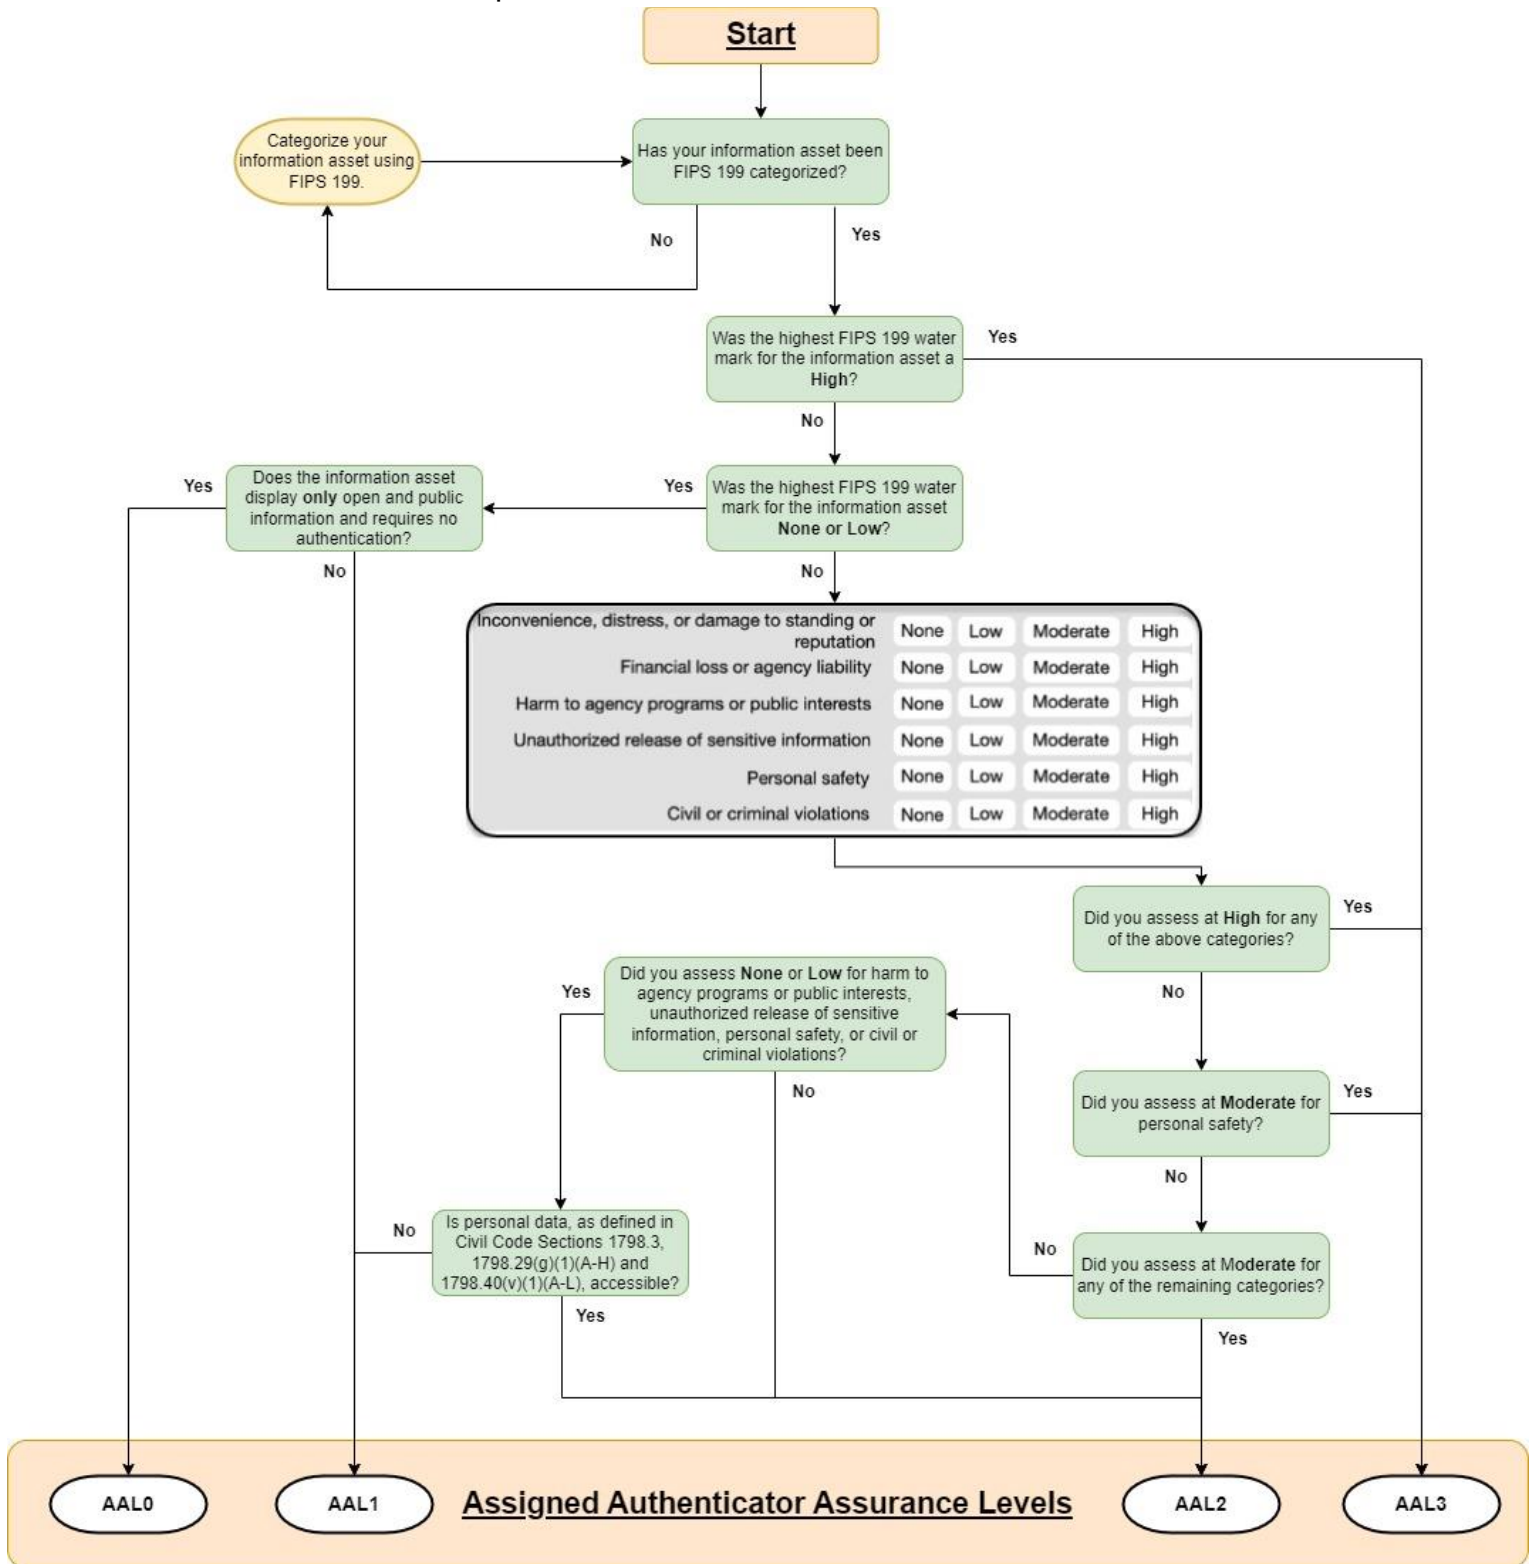 Start
Categorize your
information asset using
FIPS 199.
Has your information asset been
FIPS 199 categorized?
No
Yes
Was the highest FIPS 199 water
mark for the information asset a
High?
Yes
No
Does the information asset
display only open and public
information and requires no
authentication?
Yes
No
Was the highest FIPS 199 water
mark for the information asset
None or Low?
Yes
No
Inconvenience, distress, or damage to standing or
reputation
None Low Moderate High
Financial loss or agency liability None Low Moderate High
Harm to agency programs or public interests None Low Moderate High
Unauthorized release of sensitive information None Low Moderate High
Personal safety None Low Moderate High
Civil or criminal violations None Low Moderate High
Did you assess at High for any
of the above categories?
Yes
No
Did you assess None or Low for harm to
agency programs or public interests,
unauthorized release of sensitive
information, personal safety, or civil or
criminal violations?
Yes
No
Did you assess at Moderate for
personal safety?
Yes
No
Is personal data, as defined in
Civil Code Sections 1798.3,
1798.29(g)(1)(A-H) and
1798.40(v)(1)(A-L), accessible?
No
Yes
Did you assess at Moderate for
any of the remaining categories?
No
Yes
AAL0
AAL1
Assigned Authenticator Assurance Levels
AAL2
AAL3